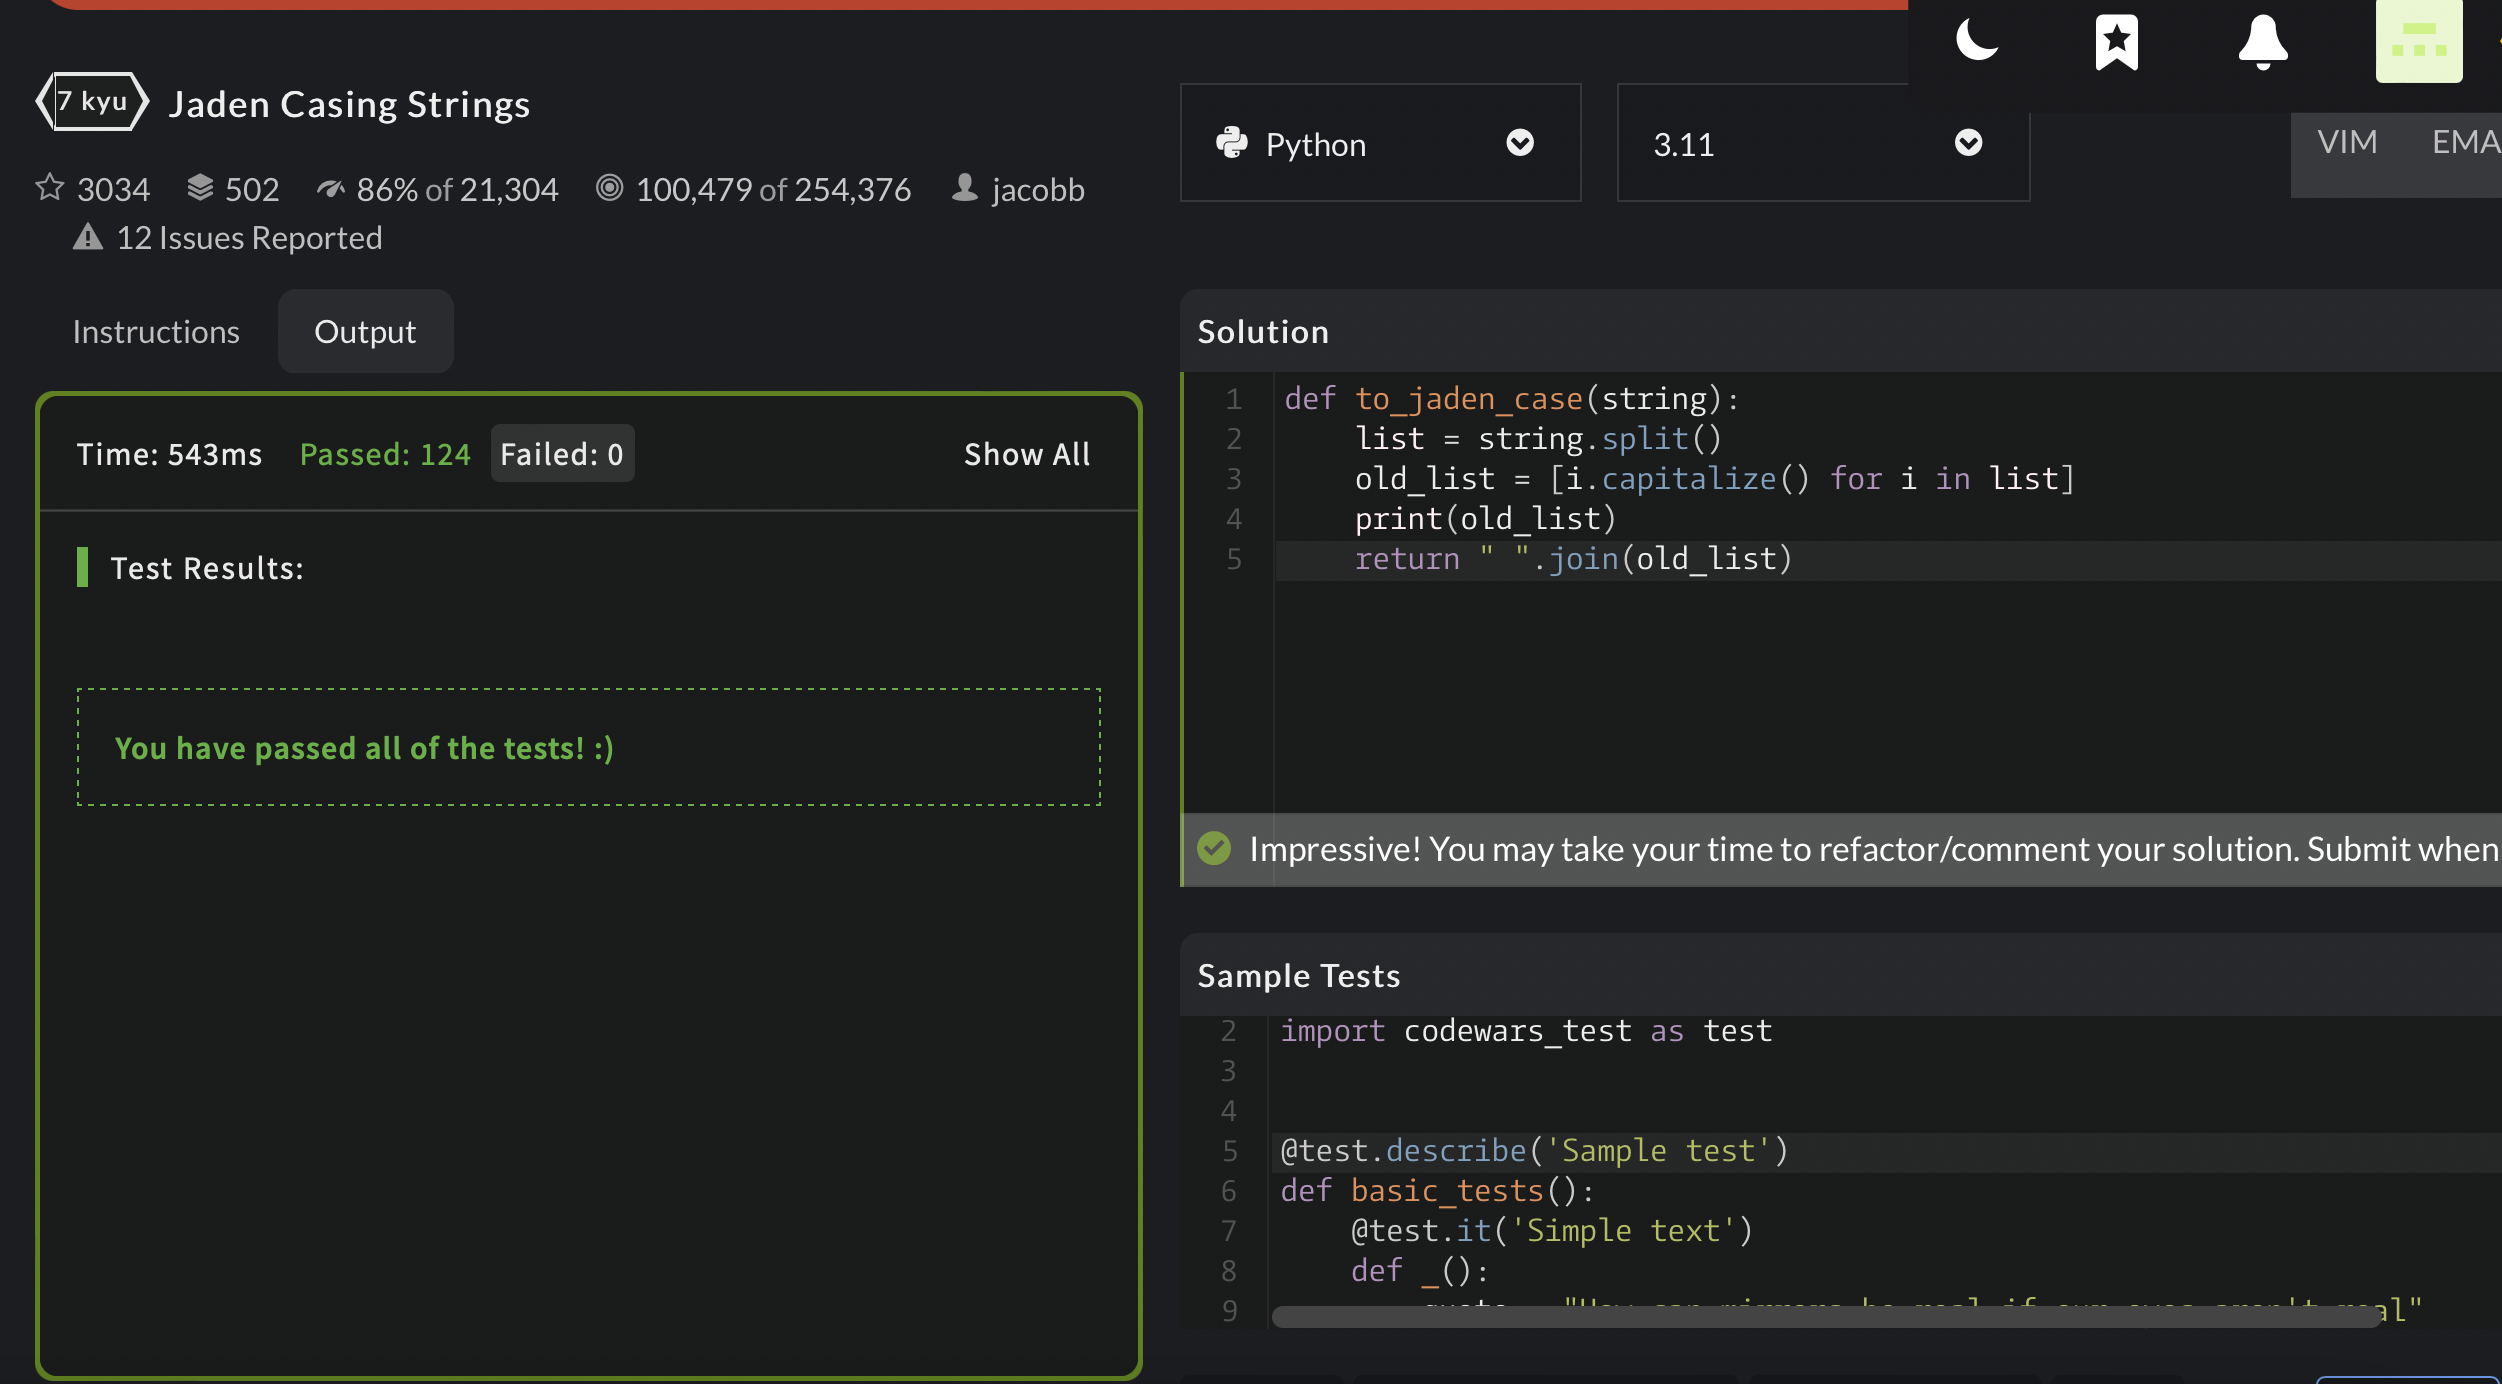 7 kyu
Jaden Casing Strings
3034 502 86% of 21,304 100,479 of 254,376 jacobb
12 Issues Reported
Instructions Output
Time: 543ms Passed: 124 Failed: 0 Show All
Test Results:
You have passed all of the tests! :)
Python 3.11
VIM EMA
Solution
1 def to_jaden_case(string):
2 list = string.split()
3 old_list = [i.capitalize() for i in list]
4 print(old_list)
5 return " ".join(old_list)
Impressive! You may take your time to refactor/comment your solution. Submit when
Sample Tests
2 import codewars_test as test
3
4
5 @test.describe('Sample test')
6 def basic_tests():
7 @test.it('Simple text')
8 def _():
9